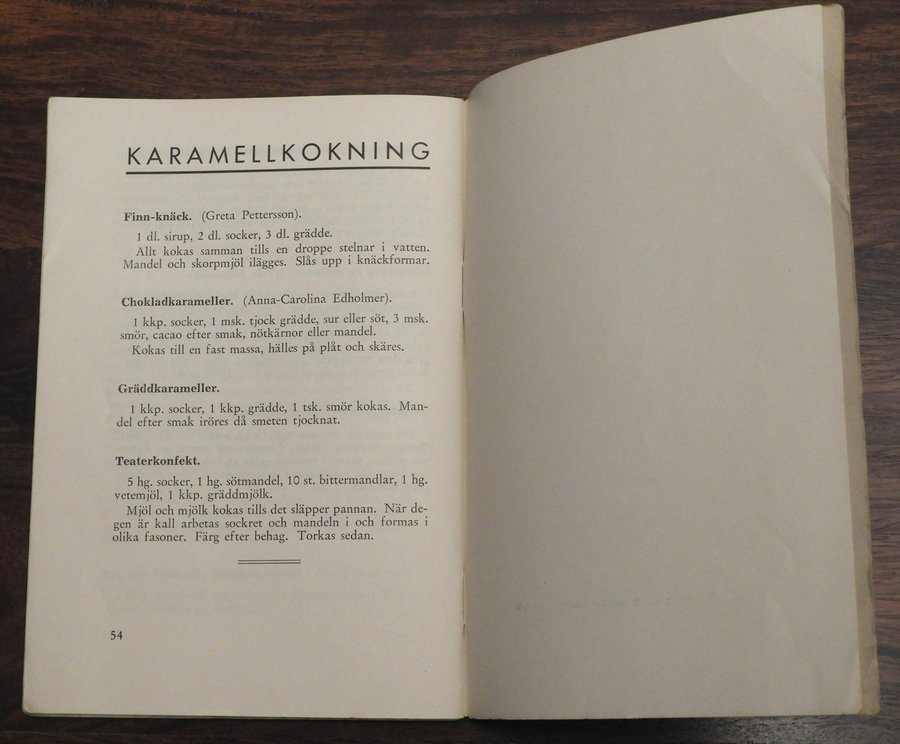 KARAMELLKOKNING
Finn-knäck. (Greta Pettersson).
1 dl. sirup, 2 dl. socker, 3 dl. grädde.
Allt kokas samman tills en droppe stelnar i vatten.
Mandel och skorpmjöl ilägges. Slås upp i knäckformar.
Chokladkarameller. (Anna-Carolina Edholmer).
1 kkp. socker, 1 msk. tjock grädde, sur eller söt, 3 msk.
smör, cacao efter smak, nötkärnor eller mandel.
Kokas till en fast massa, hälles på plåt och skäres.
Gräddkarameller.
1 kkp. socker, 1 kkp. grädde, 1 tsk. smör kokas. Man-
del efter smak iröres då smeten tjocknat.
Teaterkonfekt.
5 hg. socker, 1 hg. sötmandel, 10 st. bittermandlar, 1 hg.
vetemjöl, 1 kkp. gräddmjölk.
Mjöl och mjölk kokas tills det släpper pannan. När de-
gen är kall arbetas sockret och mandeln i och formas i
olika fasoner. Färg efter behag. Torkas sedan.
54